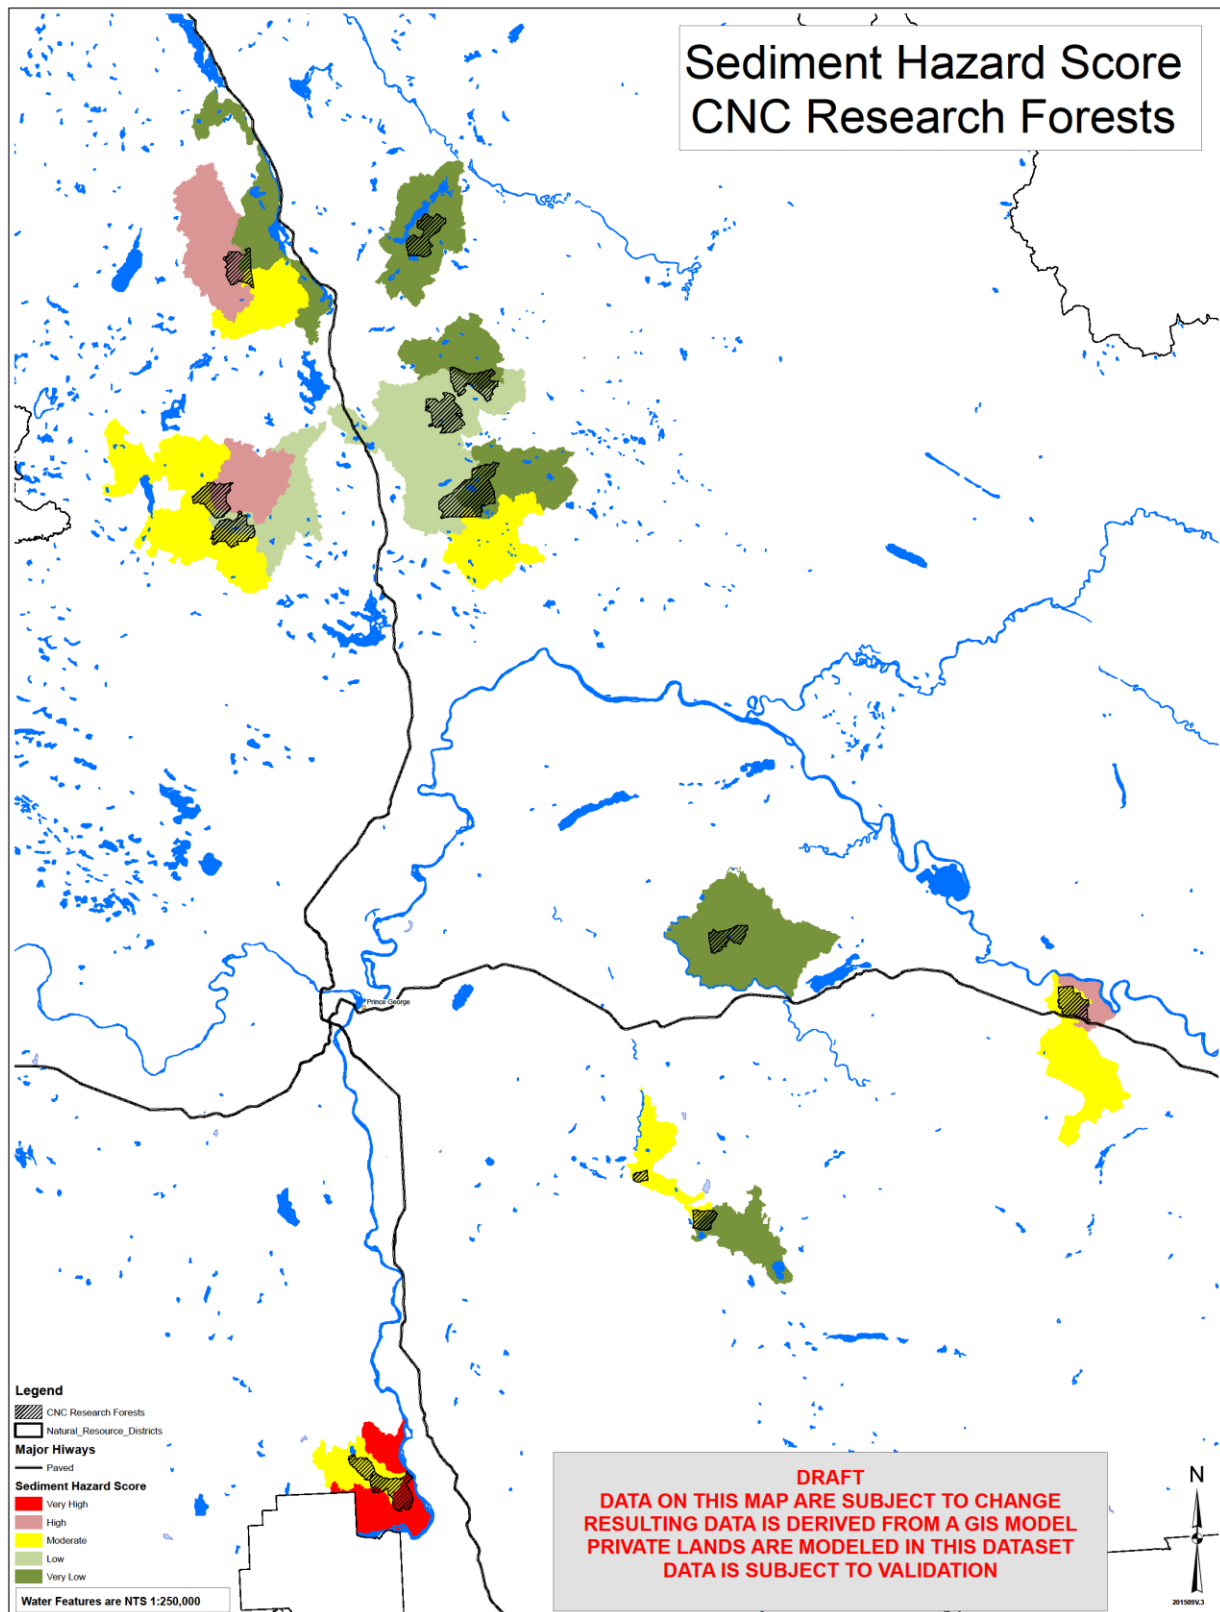 Sediment Hazard Score
CNC Research Forests
Prince George
Legend
CNC Research Forests
Natural_Resource_Districts
Major Hiways
Paved
Sediment Hazard Score
Very High
High
Moderate
Low
Very Low
Water Features are NTS 1:250,000
DRAFT
DATA ON THIS MAP ARE SUBJECT TO CHANGE
RESULTING DATA IS DERIVED FROM A GIS MODEL
PRIVATE LANDS ARE MODELED IN THIS DATASET
DATA IS SUBJECT TO VALIDATION
N
201509V.3